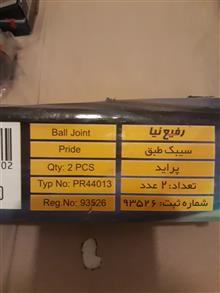 Ball Joint
Pride
Qty: 2 PCS
Typ No: PR44013
Reg.No: 93526
رفیع نیا
سیبک طبق
پراید
تعداد: ۲ عدد
شماره ثبت: ۹۳۵۲۶
702